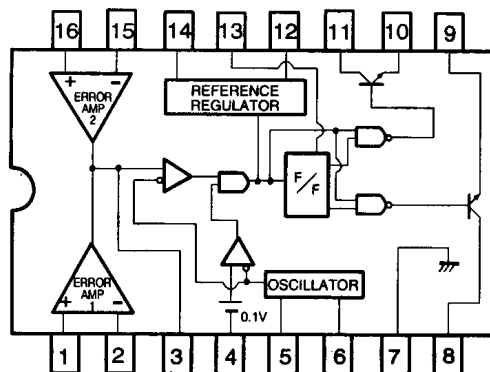 16 15 14 13 12 11 10 9
+ - ERROR AMP 2
REFERENCE REGULATOR
F/F
ERROR AMP 1 + -
OSCILLATOR
0.1V
1 2 3 4 5 6 7 8